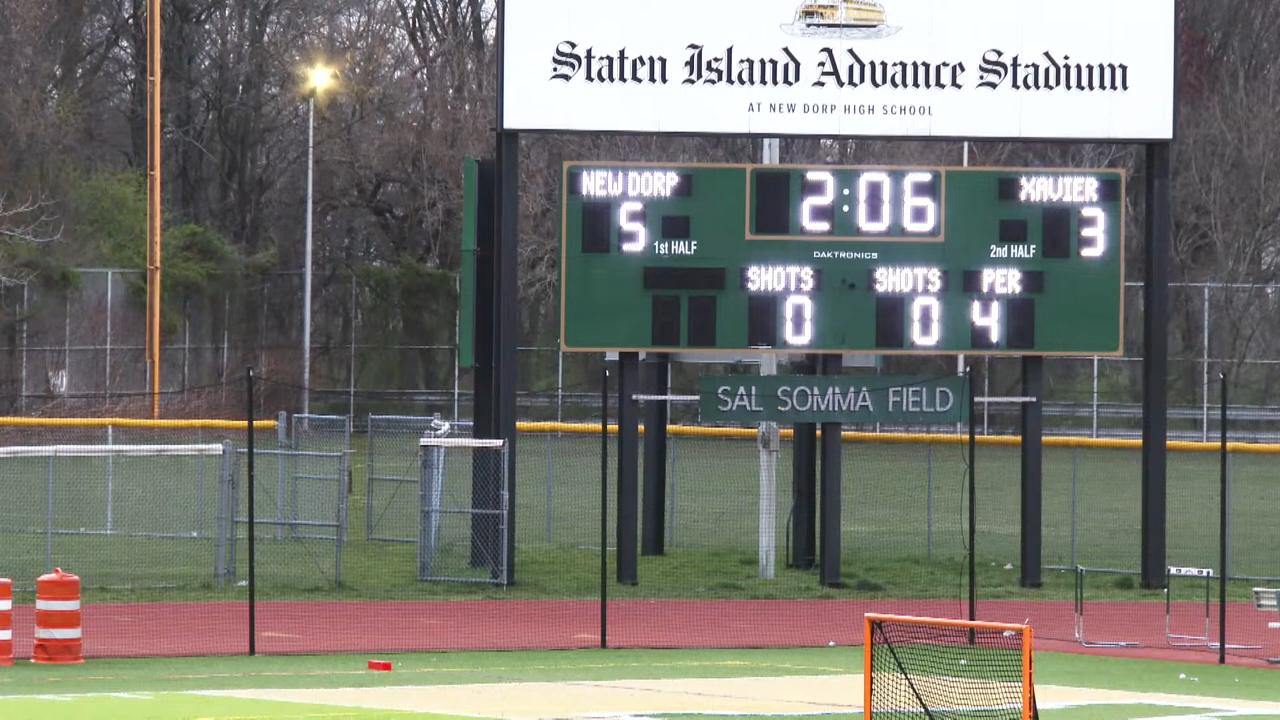 Staten Island Advance Stadium
AT NEW DORP HIGH SCHOOL
NEW DORP 2:06 XAVIER
5 3
1st HALF 2nd HALF
DAKTRONICS
SHOTS SHOTS PER
0 0 4
SAL SOMMA FIELD